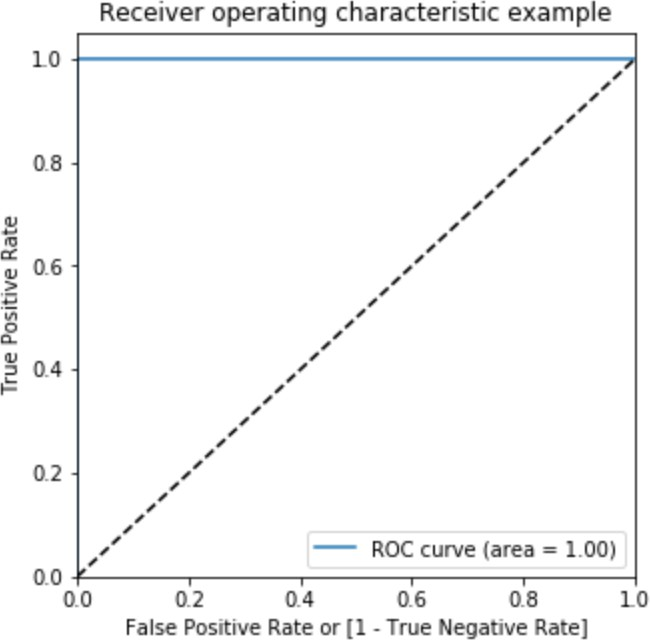 Receiver operating characteristic example
True Positive Rate
1.0
0.8
0.6
0.4
0.2
0.0
ROC curve (area = 1.00)
0.0 0.2 0.4 0.6 0.8 1.0
False Positive Rate or [1 - True Negative Rate]